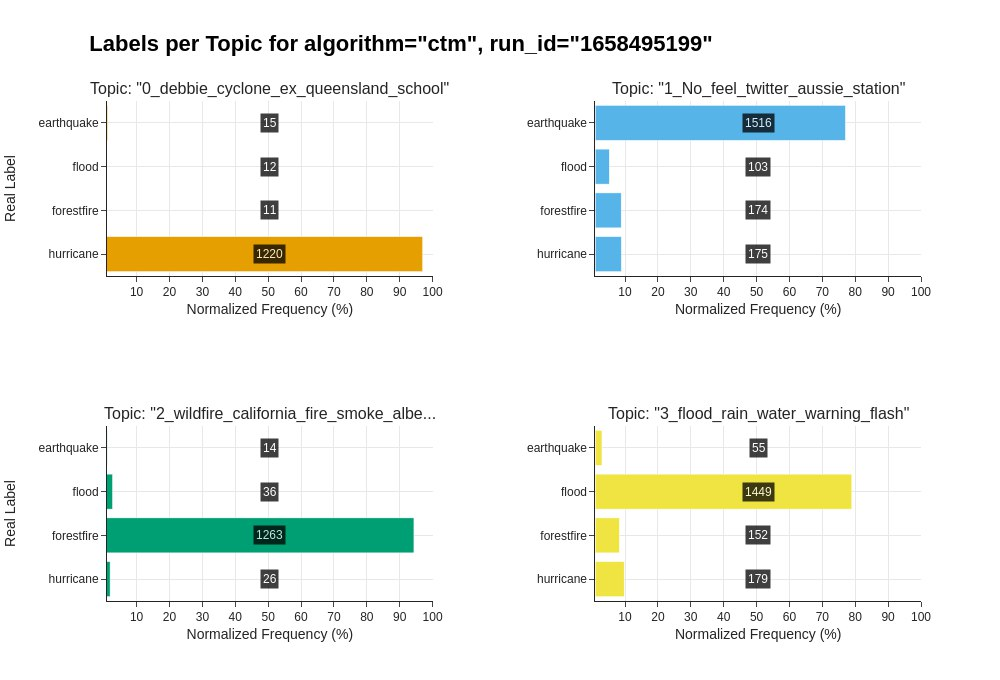 Labels per Topic for algorithm="ctm", run_id="1658495199"
Topic: "0_debbie_cyclone_ex_queensland_school"
Real Label
earthquake 15
flood 12
forestfire 11
hurricane 1220
10 20 30 40 50 60 70 80 90 100
Normalized Frequency (%)
Topic: "1_No_feel_twitter_aussie_station"
earthquake 1516
flood 103
forestfire 174
hurricane 175
10 20 30 40 50 60 70 80 90 100
Normalized Frequency (%)
Topic: "2_wildfire_california_fire_smoke_albe...
Real Label
earthquake 14
flood 36
forestfire 1263
hurricane 26
10 20 30 40 50 60 70 80 90 100
Normalized Frequency (%)
Topic: "3_flood_rain_water_warning_flash"
earthquake 55
flood 1449
forestfire 152
hurricane 179
10 20 30 40 50 60 70 80 90 100
Normalized Frequency (%)